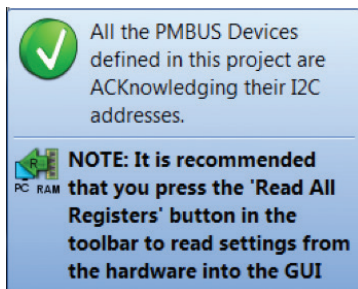 All the PMBUS Devices
defined in this project are
ACKnowledging their I2C
addresses.
R
PC RAM
NOTE: It is recommended
that you press the 'Read All
Registers' button in the
toolbar to read settings from
the hardware into the GUI